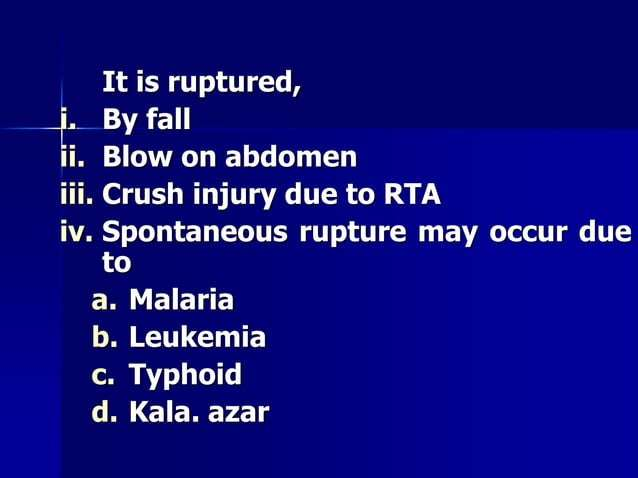 It is ruptured,
i. By fall
ii. Blow on abdomen
iii. Crush injury due to RTA
iv. Spontaneous rupture may occur due
to
a. Malaria
b. Leukemia
c. Typhoid
d. Kala. azar